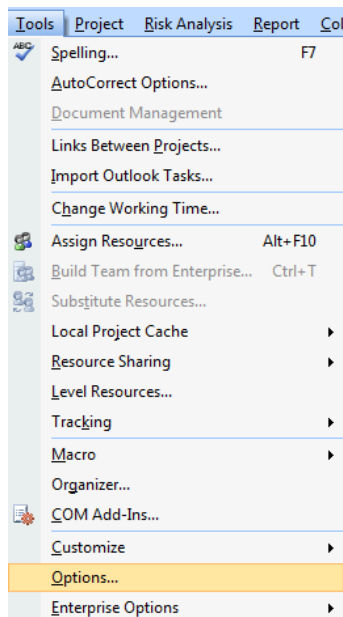 Tools Project Risk Analysis Report Col
ABC Spelling... F7
AutoCorrect Options...
Document Management
Links Between Projects...
Import Outlook Tasks...
Change Working Time...
Assign Resources... Alt+F10
Build Team from Enterprise... Ctrl+T
Substitute Resources...
Local Project Cache
Resource Sharing
Level Resources...
Tracking
Macro
Organizer...
COM Add-Ins...
Customize
Options...
Enterprise Options